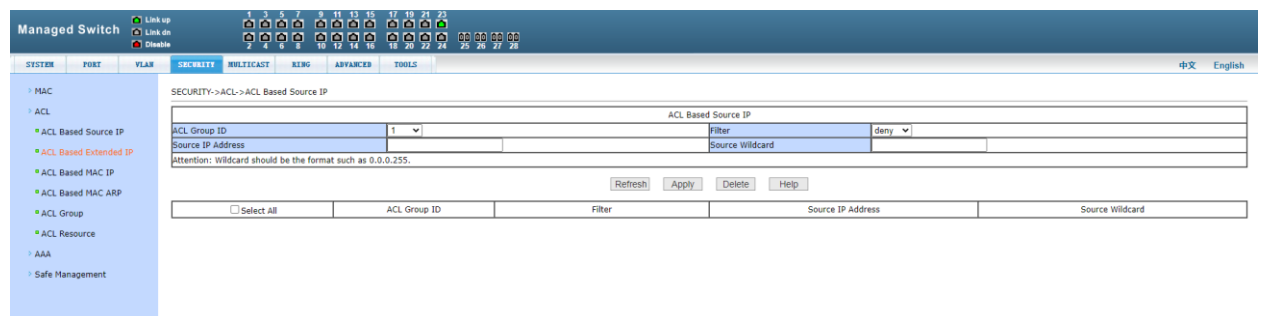 Managed Switch
Link up
Link dn
Disable
1 3 5 7 9 11 13 15 17 19 21 23
2 4 6 8 10 12 14 16 18 20 22 24 25 26 27 28
SYSTEM PORT VLAN SECURITY MULTICAST RING ADVANCED TOOLS 中文 English
MAC
ACL
ACL Based Source IP
ACL Based Extended IP
ACL Based MAC IP
ACL Based MAC ARP
ACL Group
ACL Resource
AAA
Safe Management
SECURITY->ACL->ACL Based Source IP
ACL Based Source IP
ACL Group ID 1 Filter deny
Source IP Address Source Wildcard
Attention: Wildcard should be the format such as 0.0.0.255.
Refresh Apply Delete Help
Select All ACL Group ID Filter Source IP Address Source Wildcard